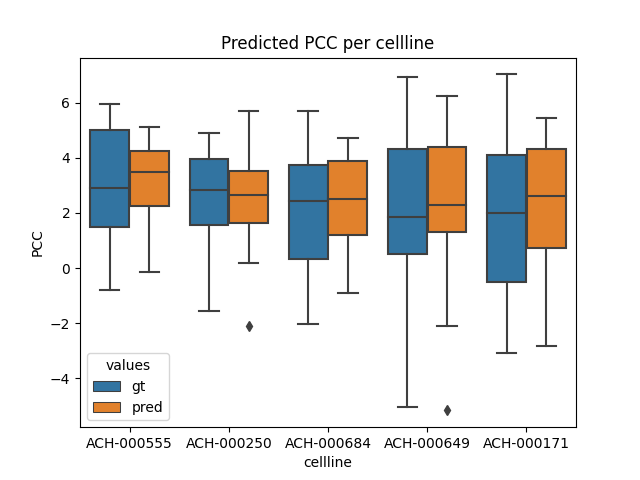 Predicted PCC per cellline
PCC
6
4
2
0
−2
−4
values
gt
pred
ACH-000555 ACH-000250 ACH-000684 ACH-000649 ACH-000171
cellline